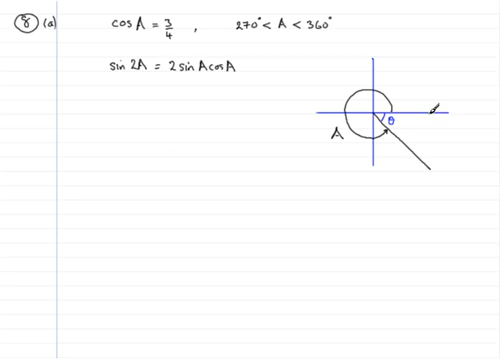 8 (a) cos A = 3/4 , 270° < A < 360°
sin 2A = 2 sin A cos A
θ
A